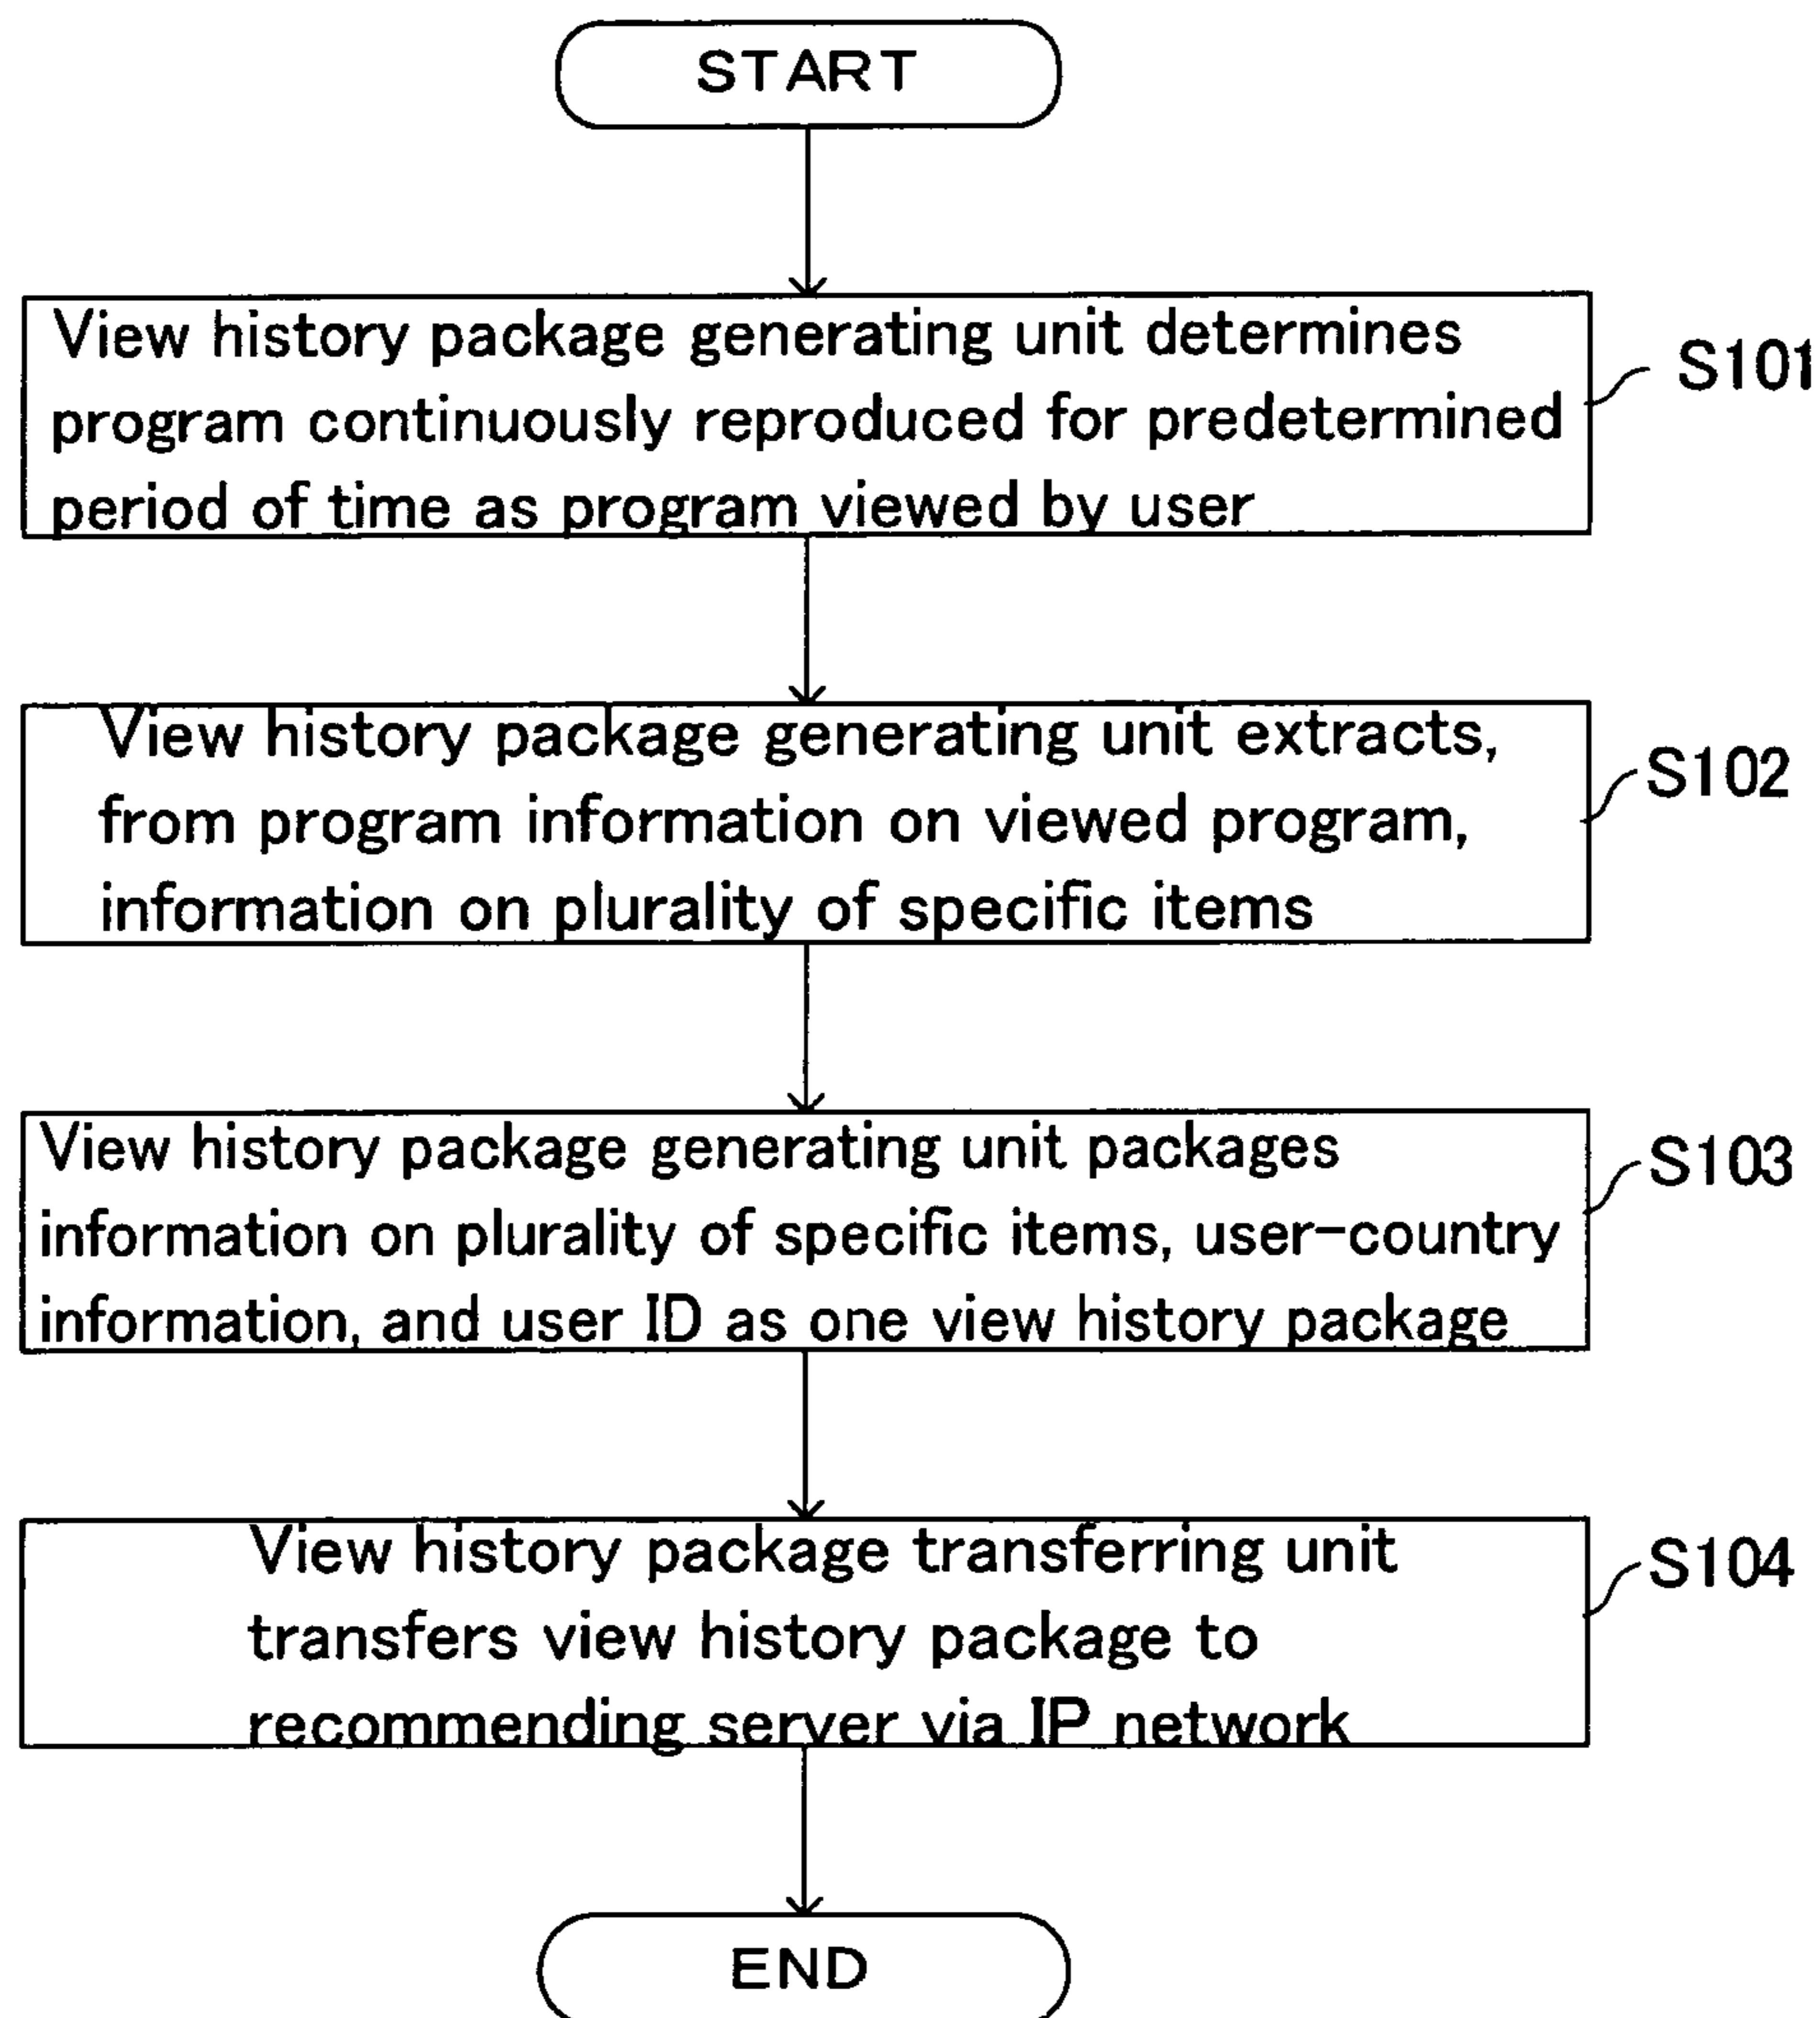 START
View history package generating unit determines
program continuously reproduced for predetermined
period of time as program viewed by user
S101
View history package generating unit extracts,
from program information on viewed program,
information on plurality of specific items
S102
View history package generating unit packages
information on plurality of specific items, user-country
information, and user ID as one view history package
S103
View history package transferring unit
transfers view history package to
recommending server via IP network
S104
END